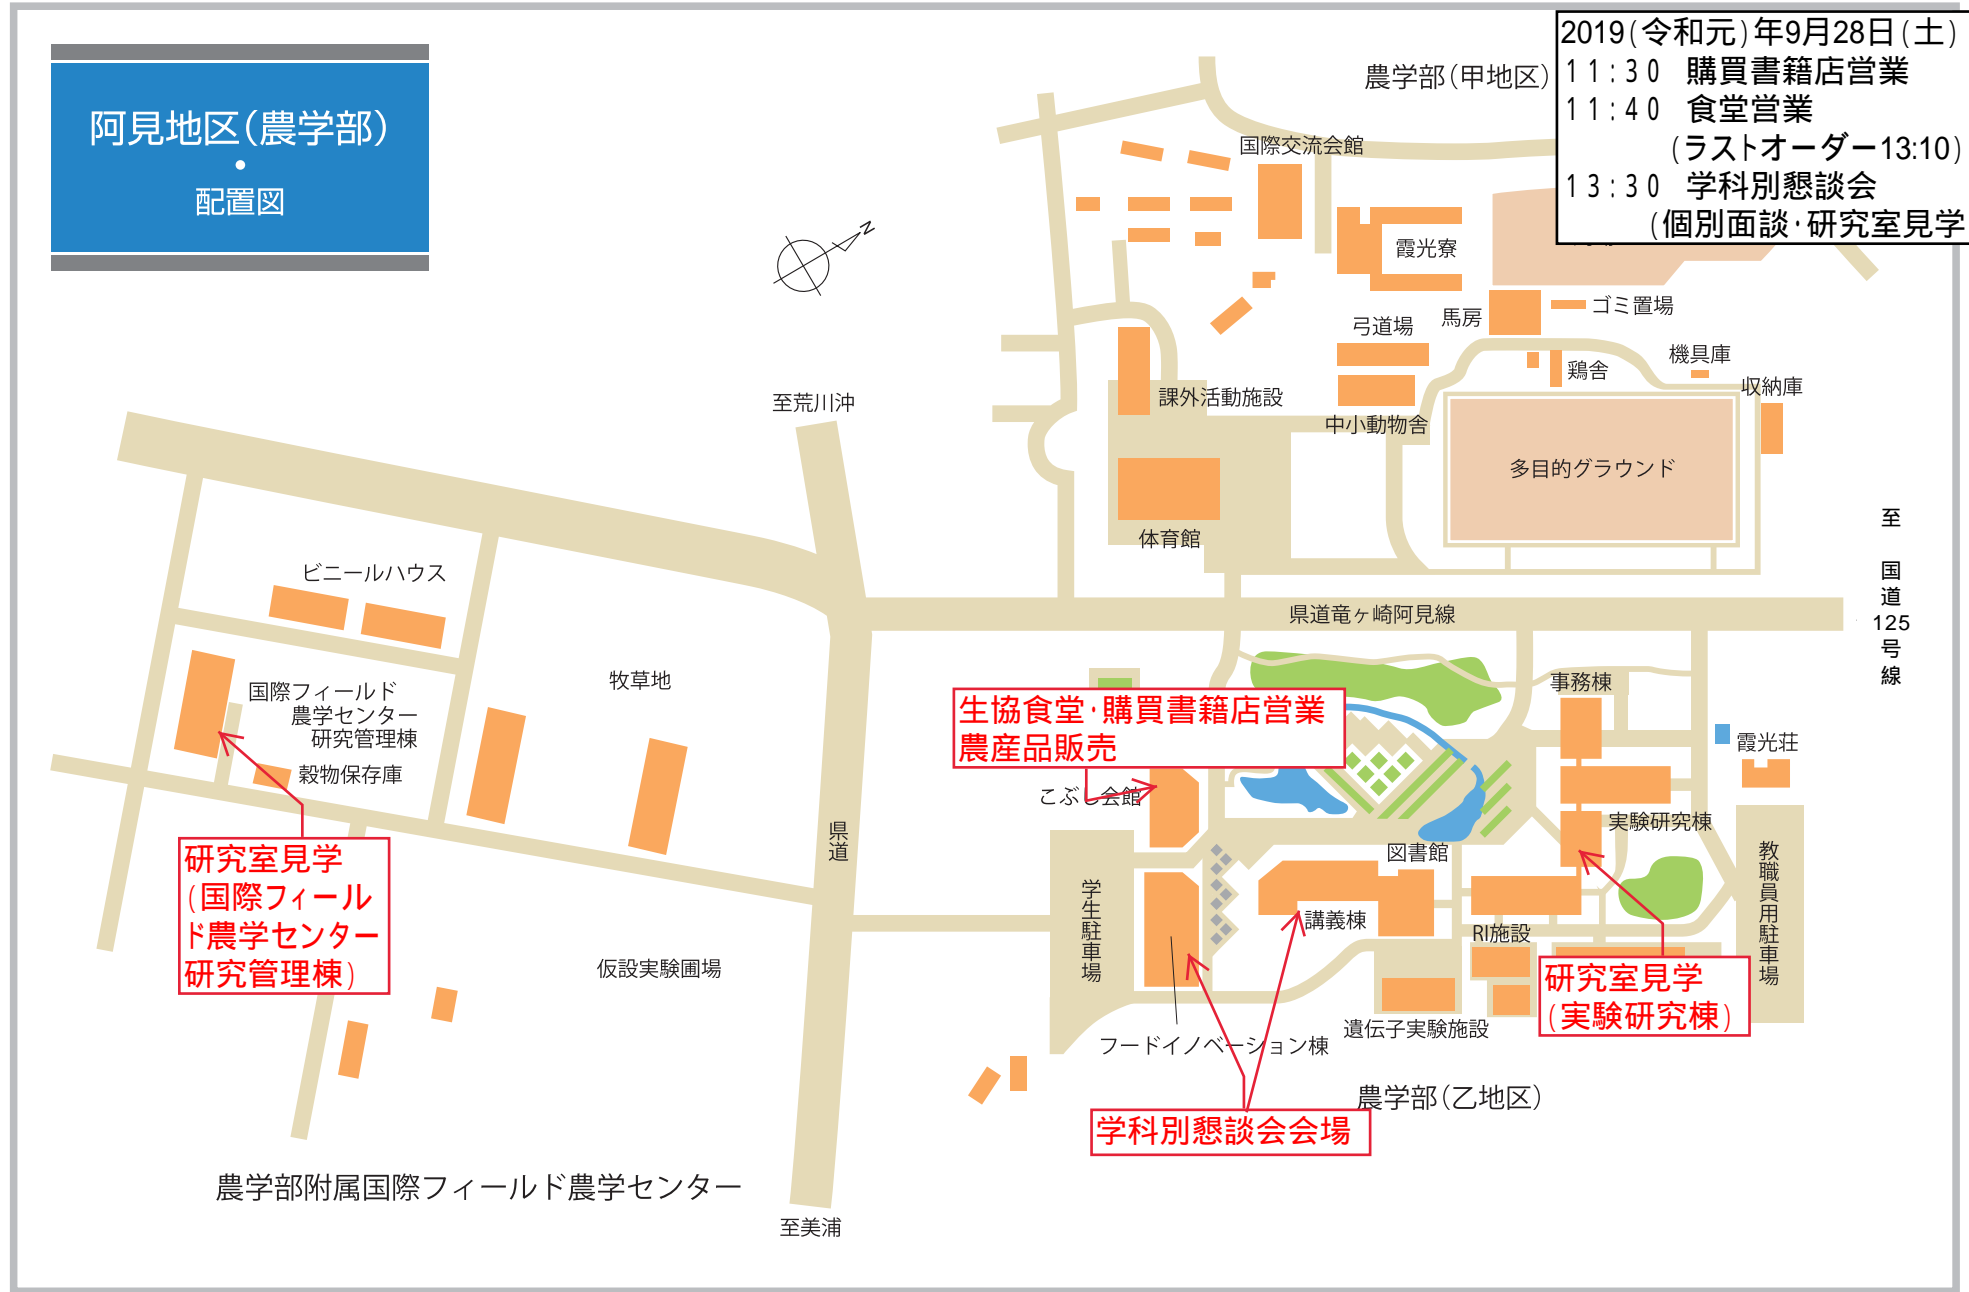 阿見地区(農学部)
・
配置図
2019(令和元)年9月28日(土)
11:30 購買書籍店営業
11:40 食堂営業
(ラストオーダー13:10)
13:30 学科別懇談会
(個別面談・研究室見学
農学部(甲地区)
国際交流会館
N
霞光寮
馬房
ゴミ置場
弓道場
鶏舎
機具庫
収納庫
課外活動施設
中小動物舎
至荒川沖
多目的グラウンド
体育館
至 国道125号線
ビニールハウス
県道竜ヶ崎阿見線
牧草地
国際フィールド
農学センター
研究管理棟
穀物保存庫
事務棟
生協食堂・購買書籍店営業
農産品販売
霞光荘
こぶし会館
実験研究棟
県道
図書館
研究室見学
(国際フィール
ド農学センター
研究管理棟)
学生駐車場
講義棟
教職員用駐車場
RI施設
仮設実験圃場
研究室見学
(実験研究棟)
遺伝子実験施設
フードイノベーション棟
農学部(乙地区)
学科別懇談会会場
農学部附属国際フィールド農学センター
至美浦